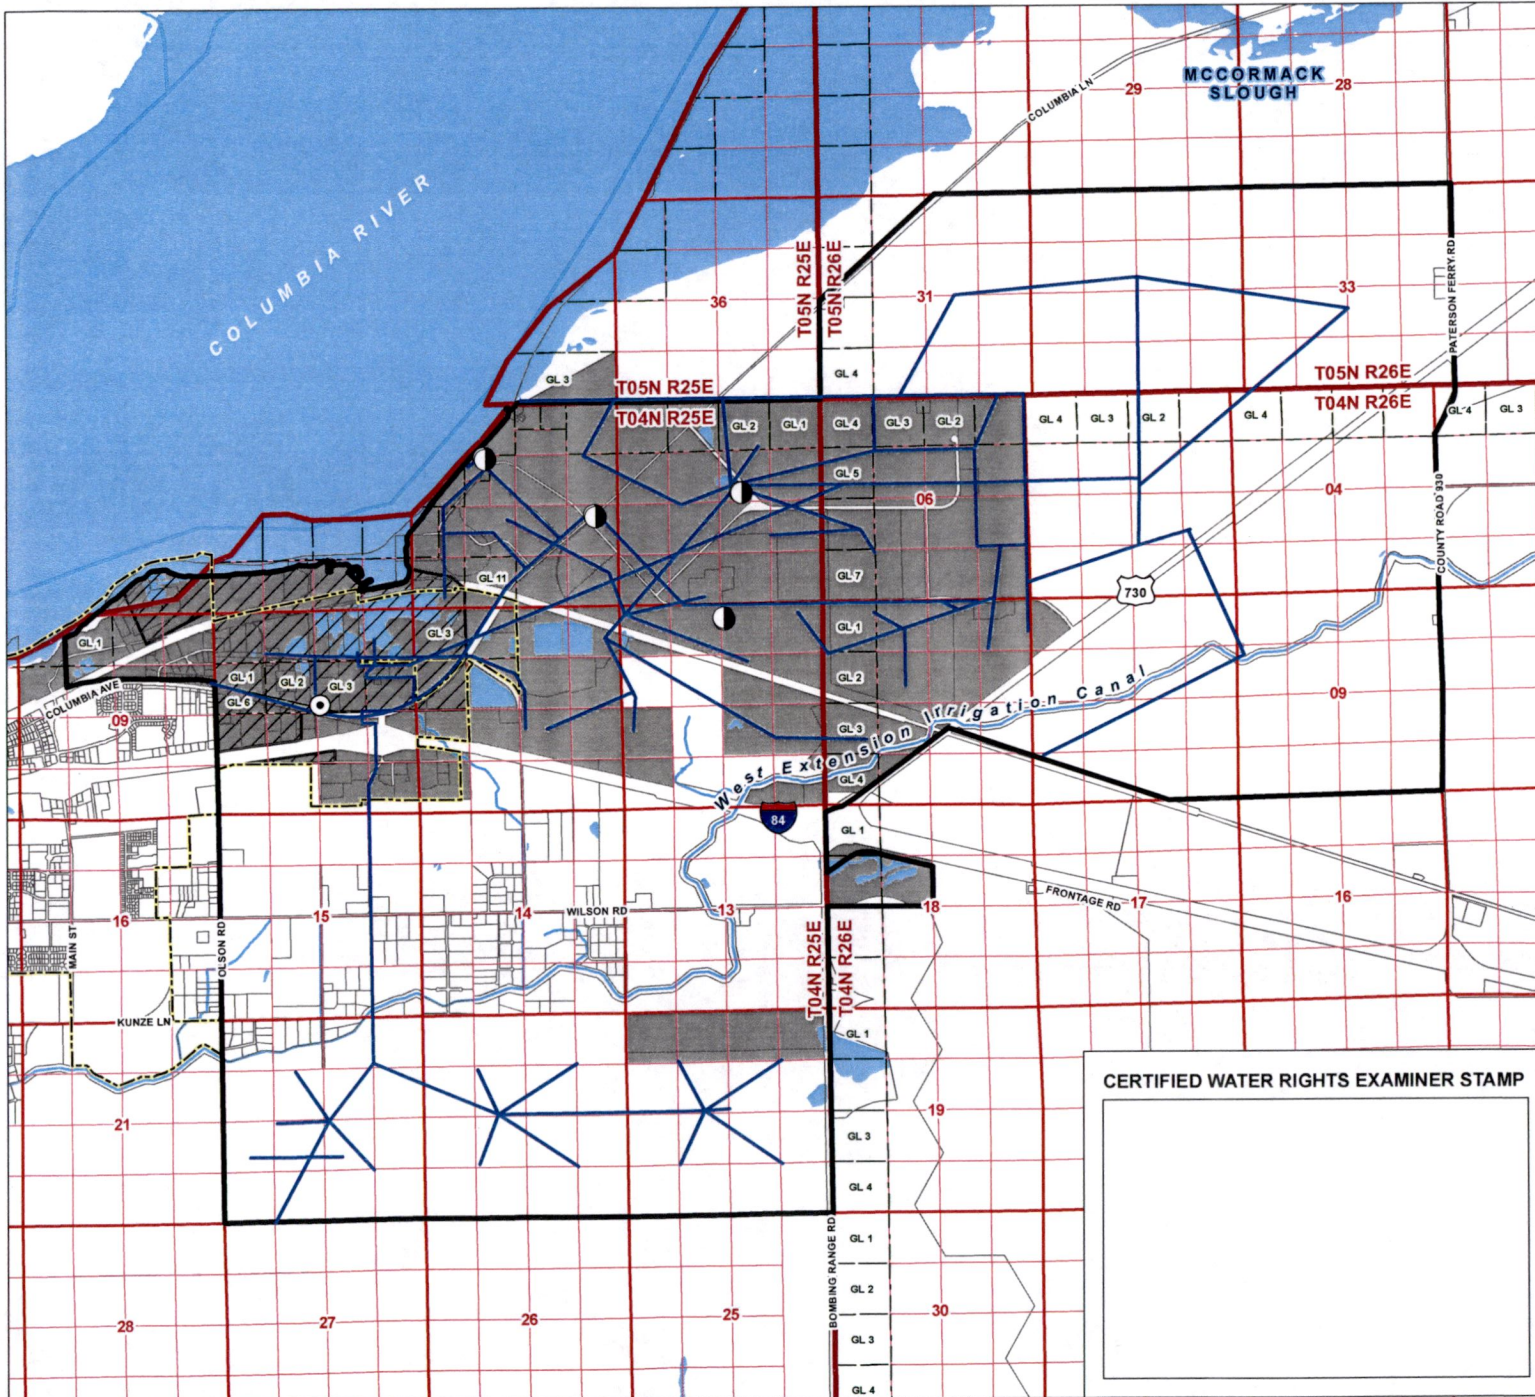 MCCORMACK
SLOUGH
COLUMBIA LN
29
28
COLUMBIA RIVER
T05N R25E
T05N R26E
36
31
33
PATERSON FERRY RD
GL 3
GL 4
T05N R25E
T04N R25E
T05N R26E
T04N R26E
GL 2
GL 1
GL 4
GL 3
GL 2
GL 4
GL 3
GL 2
GL 4
GL 4
GL 3
GL 5
06
04
COUNTY ROAD 930
GL 11
GL 7
730
GL 1
GL 3
GL 1
GL 2
GL 1
GL 2
GL 3
GL 6
COLUMBIA AVE
09
GL 3
09
West Extension Irrigation Canal
GL 4
84
GL 1
FRONTAGE RD
16
15
14
WILSON RD
13
18
17
16
MAIN ST
OLSON RD
T04N R25E
T04N R26E
KUNZE LN
GL 1
CERTIFIED WATER RIGHTS EXAMINER STAMP
21
19
GL 3
GL 4
BOMBING RANGE RD
GL 1
GL 2
28
27
26
25
30
GL 3
GL 4